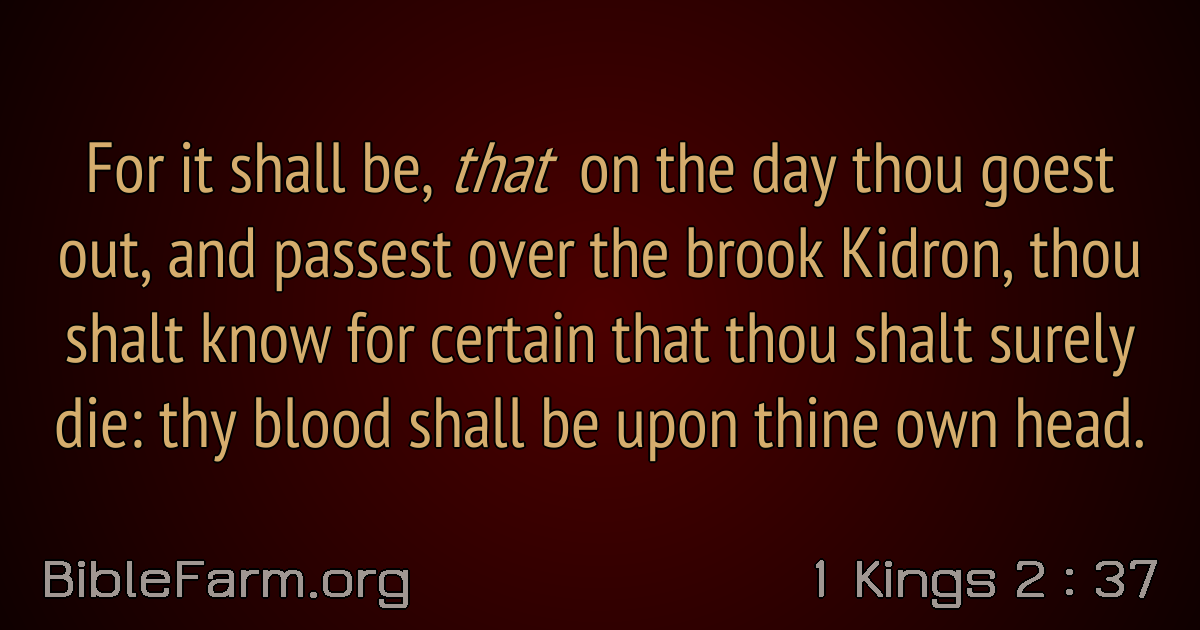 For it shall be, that on the day thou goest
out, and passest over the brook Kidron, thou
shalt know for certain that thou shalt surely
die: thy blood shall be upon thine own head.
BibleFarm.org
1 Kings 2 : 37